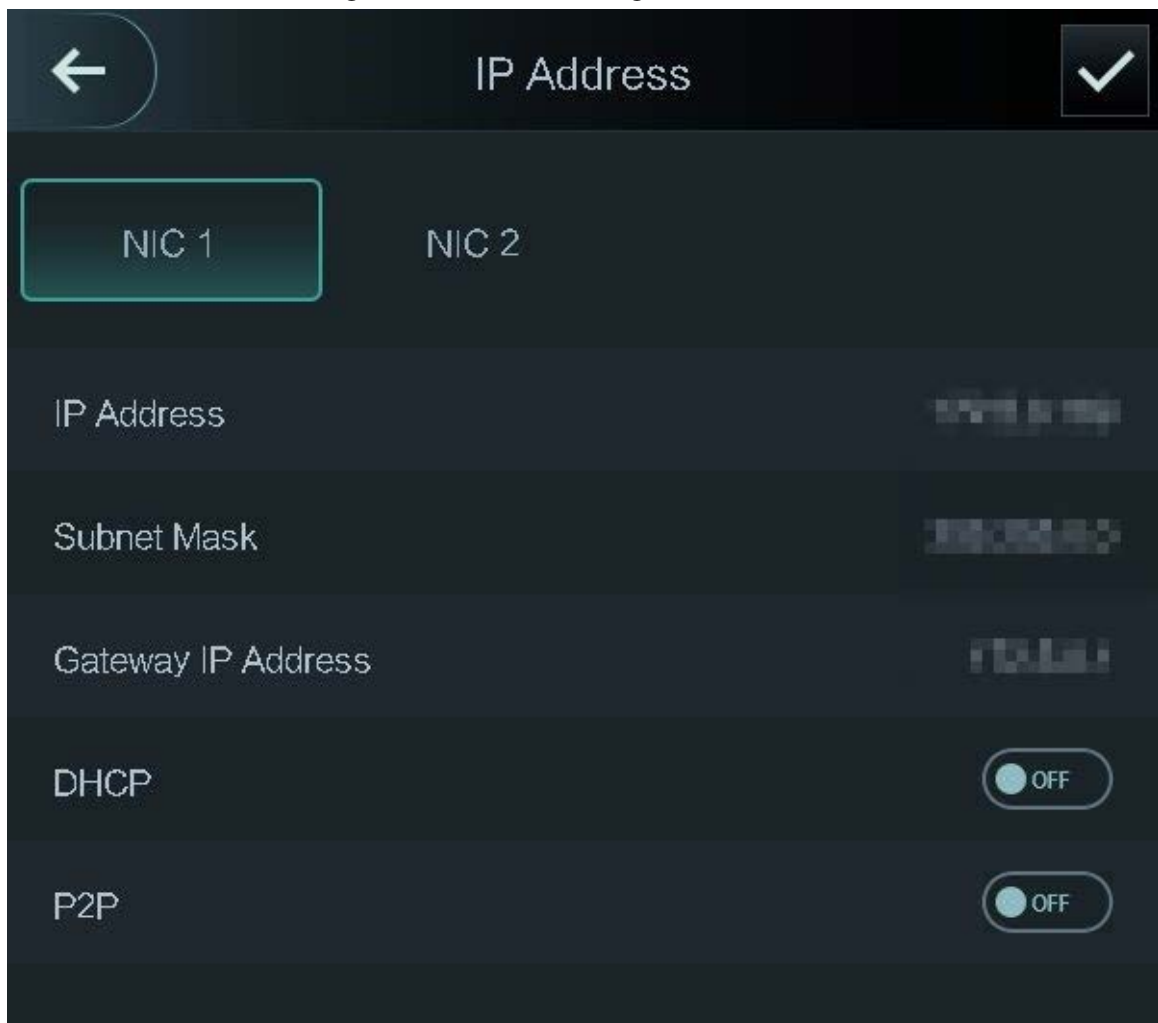 IP Address
NIC 1 NIC 2
IP Address
Subnet Mask
Gateway IP Address
DHCP OFF
P2P OFF